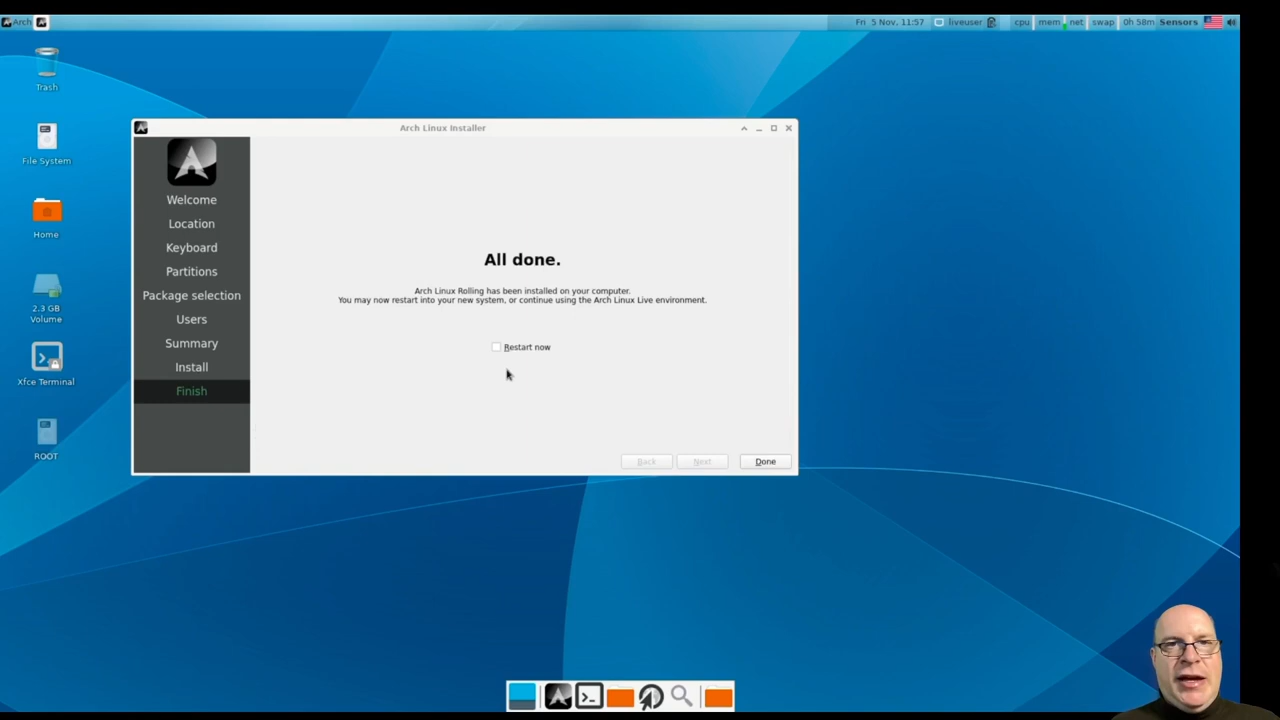 Arch
Fri 5 Nov, 11:57 liveuser cpu mem net swap 0h 58m Sensors
Trash
File System
Home
2.3 GB
Volume
Xfce Terminal
ROOT
Arch Linux Installer
Welcome
Location
Keyboard
Partitions
Package selection
Users
Summary
Install
Finish
All done.
Arch Linux Rolling has been installed on your computer.
You may now restart into your new system, or continue using the Arch Linux Live environment.
Restart now
Back Next Done